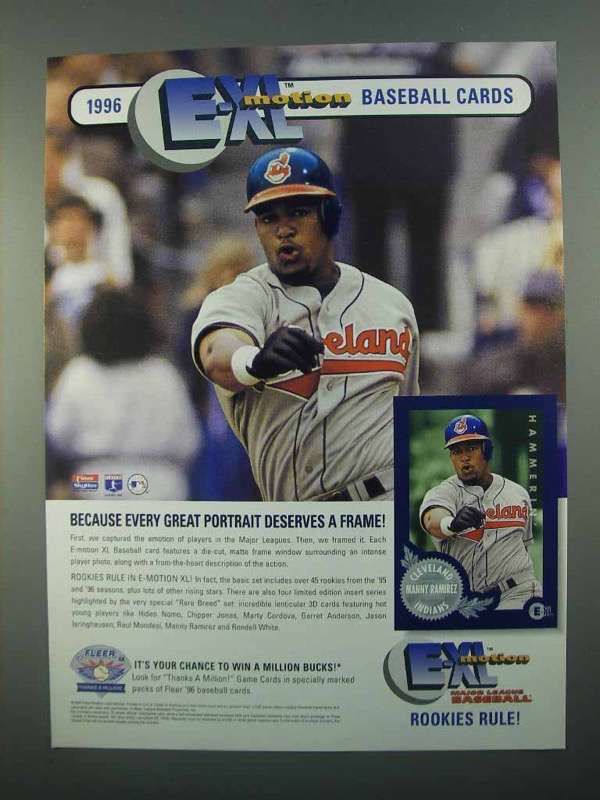 1996 E-motion XL™ BASEBALL CARDS
eland
HAMMERIN'
eland
CLEVELAND
MANNY RAMIREZ
INDIANS
E-XL
BECAUSE EVERY GREAT PORTRAIT DESERVES A FRAME!
First, we captured the emotion of players in the Major Leagues. Then, we framed it. Each
E-motion XL Baseball card features a die-cut, matte frame window surrounding an intense
player photo, along with a from-the-heart description of the action.
ROOKIES RULE IN E-MOTION XL! In fact, the basic set includes over 45 rookies from the '95
and '96 seasons, plus lots of other rising stars. There are also four limited edition insert series
highlighted by the very special "Rare Breed" set: incredible lenticular 3D cards featuring hot
young players like Hideo Nomo, Chipper Jones, Marty Cordova, Garret Anderson, Jason
Isringhausen, Raul Mondesi, Manny Ramirez and Rondell White.
FLEER
THANKS A MILLION
IT'S YOUR CHANCE TO WIN A MILLION BUCKS!*
Look for "Thanks A Million!" Game Cards in specially marked
packs of Fleer '96 baseball cards.
E-motion XL
MAJOR LEAGUE
BASEBALL
ROOKIES RULE!